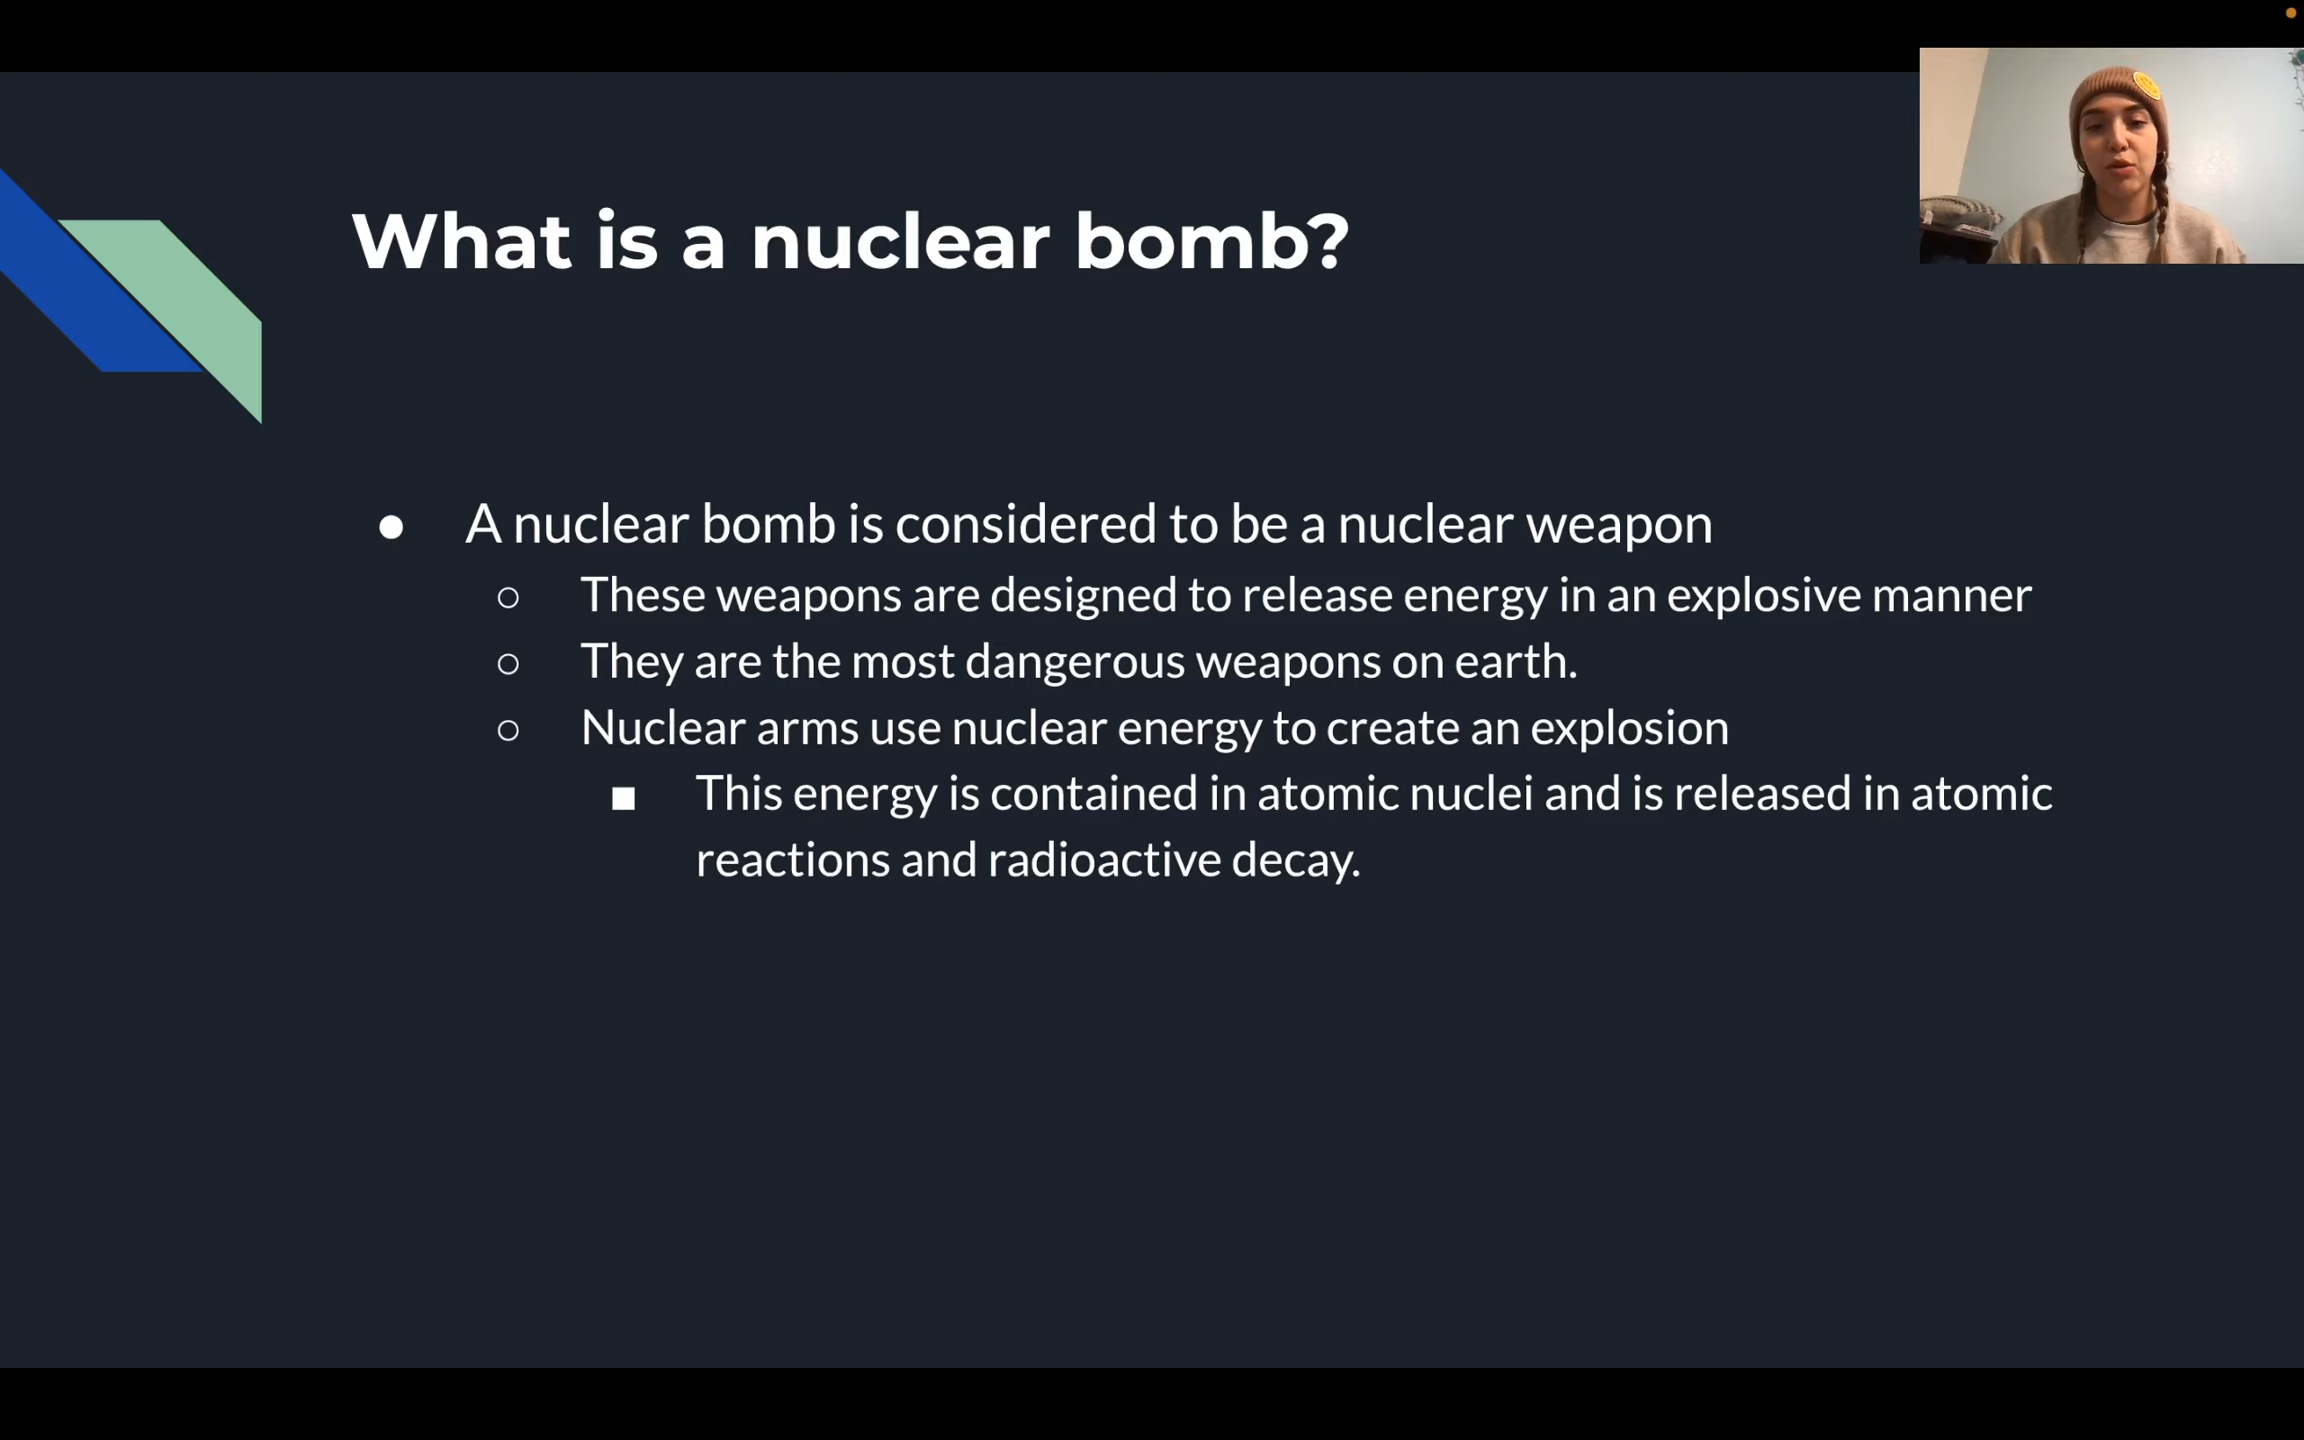 What is a nuclear bomb?
● A nuclear bomb is considered to be a nuclear weapon
○ These weapons are designed to release energy in an explosive manner
○ They are the most dangerous weapons on earth.
○ Nuclear arms use nuclear energy to create an explosion
■ This energy is contained in atomic nuclei and is released in atomic
reactions and radioactive decay.